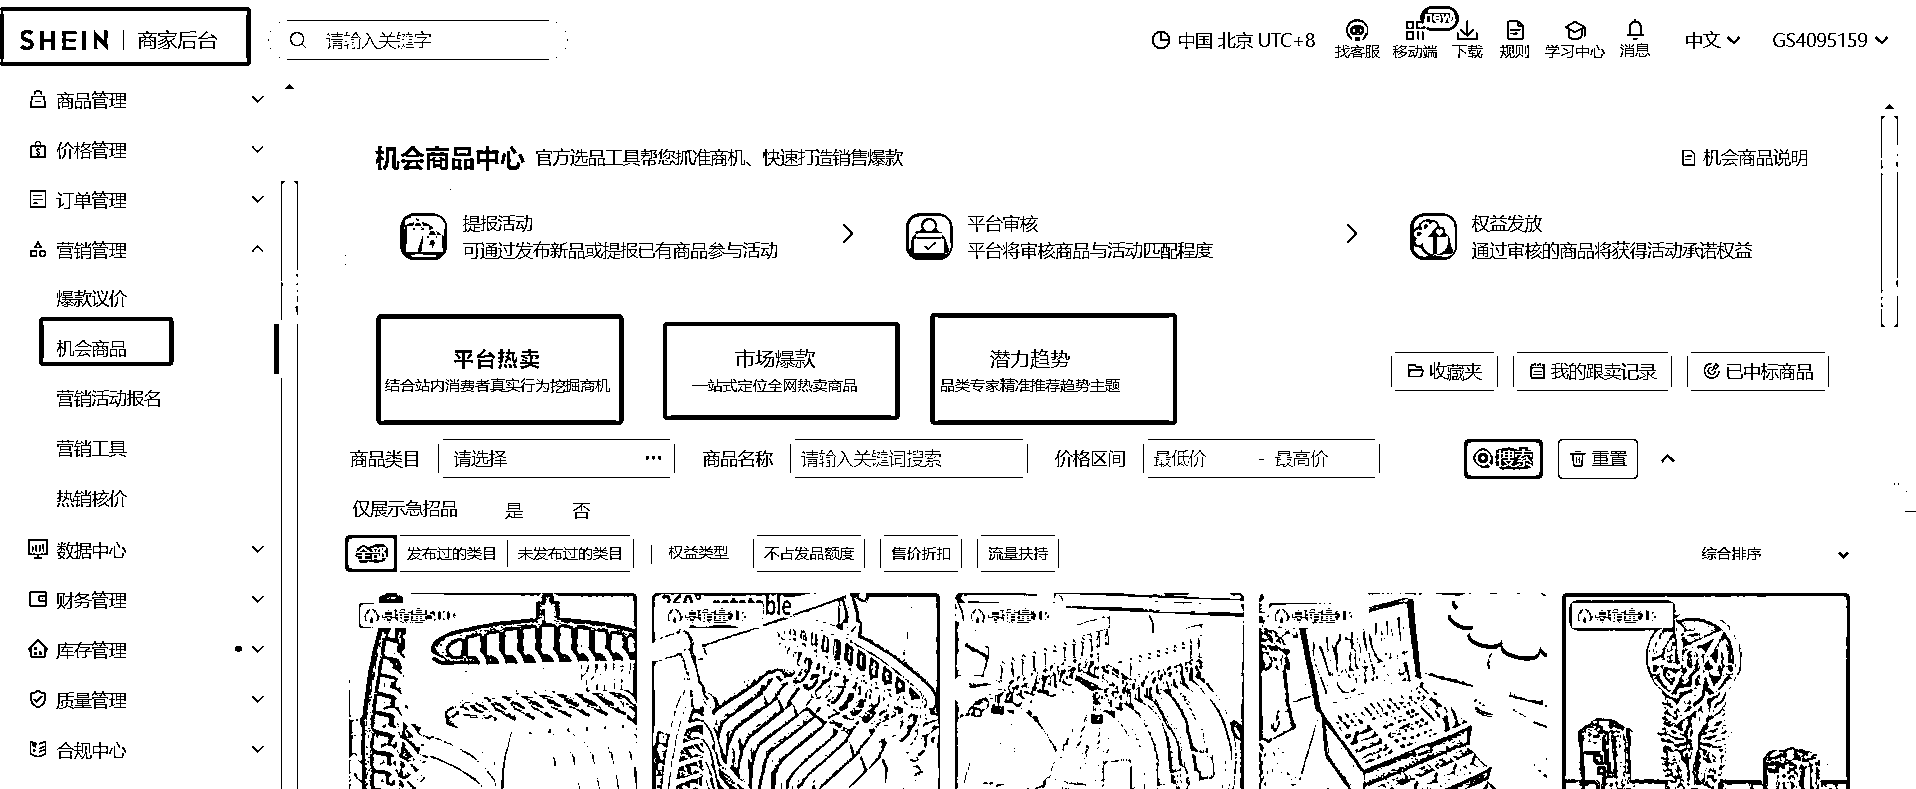 SHEIN | 商家后台
请输入关键字
中国 北京 UTC+8
找客服
移动端
new
下载
规则
学习中心
消息
中文
GS4095159
商品管理
价格管理
订单管理
营销管理
爆款议价
机会商品
营销活动报名
营销工具
热销核价
数据中心
财务管理
库存管理
质量管理
合规中心
机会商品中心 官方选品工具帮您抓准商机、快速打造销售爆款
机会商品说明
提报活动
可通过发布新品或提报已有商品参与活动
平台审核
平台将审核商品与活动匹配程度
权益发放
通过审核的商品将获得活动承诺权益
平台热卖
结合站内消费者真实行为挖掘商机
市场爆款
一站式定位全网热卖商品
潜力趋势
品类专家精准推荐趋势主题
收藏夹
我的跟卖记录
已中标商品
商品类目 请选择
商品名称 请输入关键词搜索
价格区间 最低价 - 最高价
搜索
重置
仅展示急招品 是 否
全部 发布过的类目 未发布过的类目 | 权益类型 不占发品额度 售价折扣 流量扶持
综合排序